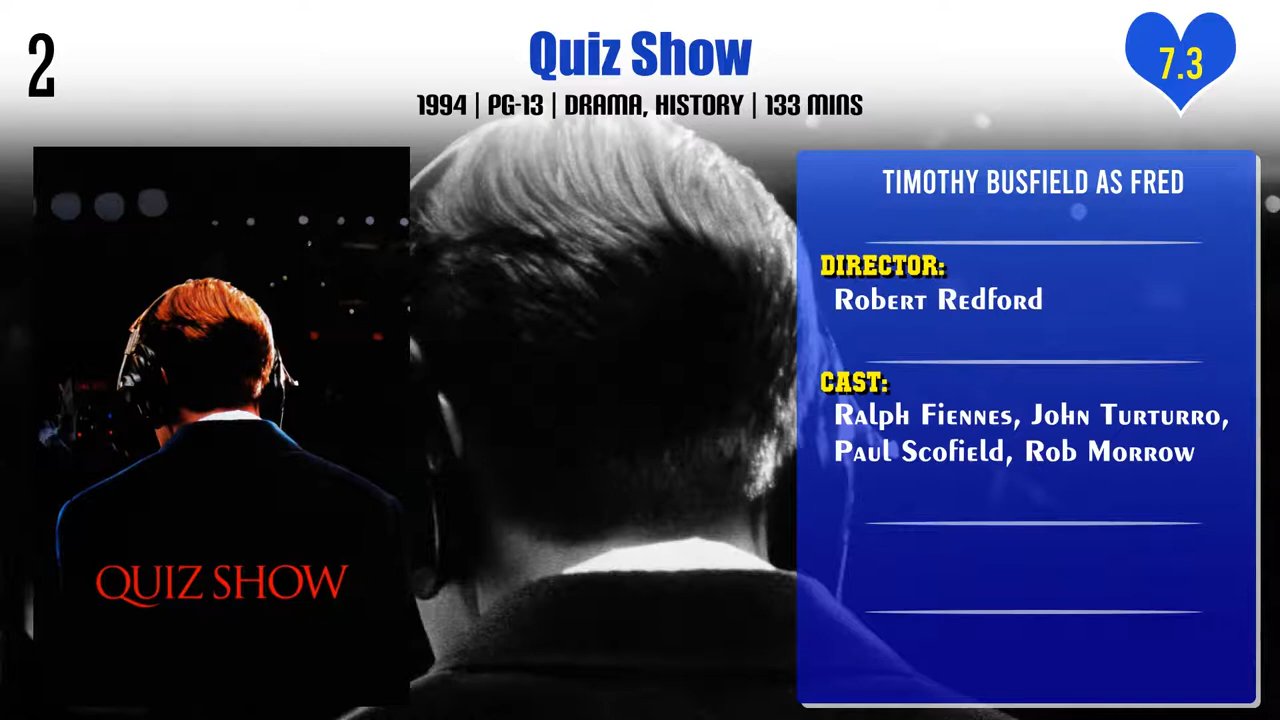 2
Quiz Show
7.3
1994 | PG-13 | DRAMA, HISTORY | 133 MINS
TIMOTHY BUSFIELD AS FRED
DIRECTOR:
Robert Redford
CAST:
Ralph Fiennes, John Turturro,
Paul Scofield, Rob Morrow
QUIZ SHOW